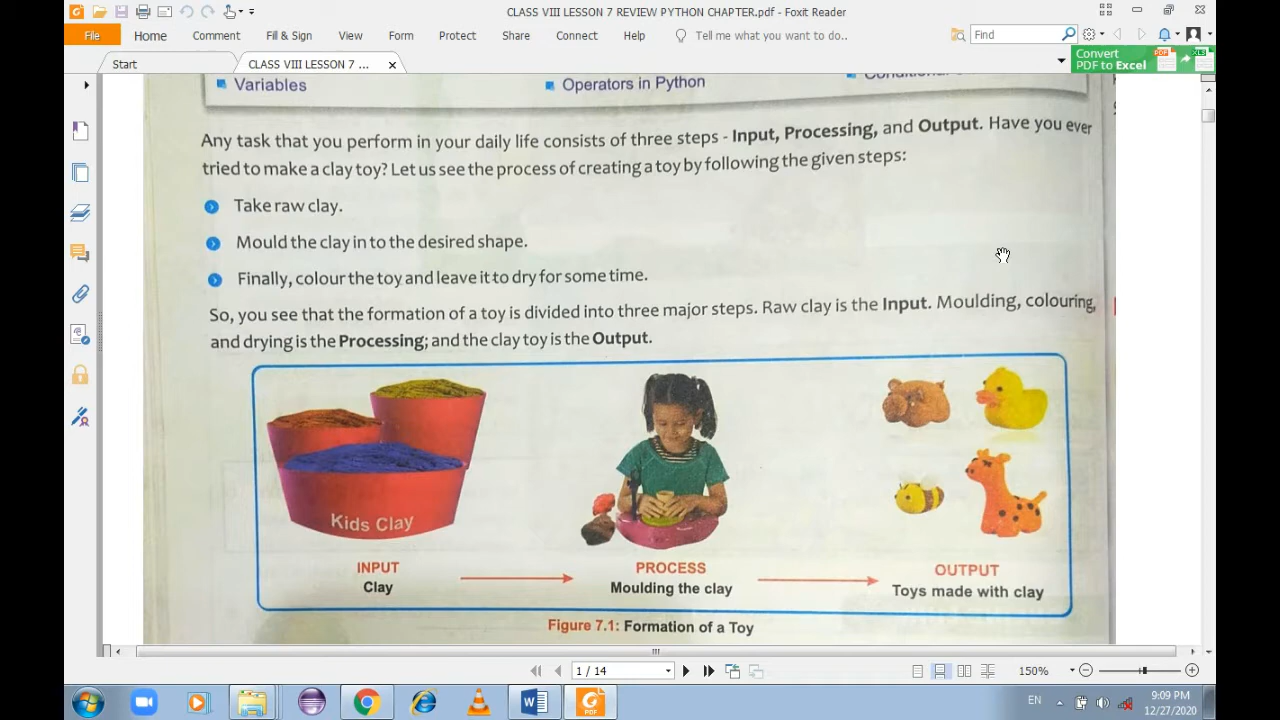 CLASS VIII LESSON 7 REVIEW PYTHON CHAPTER.pdf - Foxit Reader
File Home Comment Fill & Sign View Form Protect Share Connect Help Tell me what you want to do.. Find
Start CLASS VIII LESSON 7 ... Convert PDF to Excel
Variables Operators in Python
Any task that you perform in your daily life consists of three steps - Input, Processing, and Output. Have you ever
tried to make a clay toy? Let us see the process of creating a toy by following the given steps:
Take raw clay.
Mould the clay in to the desired shape.
Finally, colour the toy and leave it to dry for some time.
So, you see that the formation of a toy is divided into three major steps. Raw clay is the Input. Moulding, colouring,
and drying is the Processing; and the clay toy is the Output.
Kids Clay
INPUT PROCESS OUTPUT
Clay Moulding the clay Toys made with clay
Figure 7.1: Formation of a Toy
1 / 14 150%
EN 9:09 PM
12/27/2020